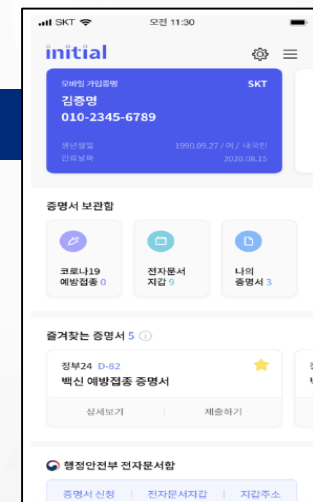 SKT 오전 11:30
initial
모바일 가입증명 SKT
김증명
010-2345-6789
생년월일 1990.09.27 / 여 / 내국인
만료날짜 2020.08.15
증명서 보관함
코로나19
예방접종 0
전자문서
지갑 9
나의
증명서 3
즐겨찾는 증명서 5
정부24 D-82
백신 예방접종 증명서
상세보기 제출하기
행정안전부 전자문서함
증명서 신청 전자문서지갑 지갑주소